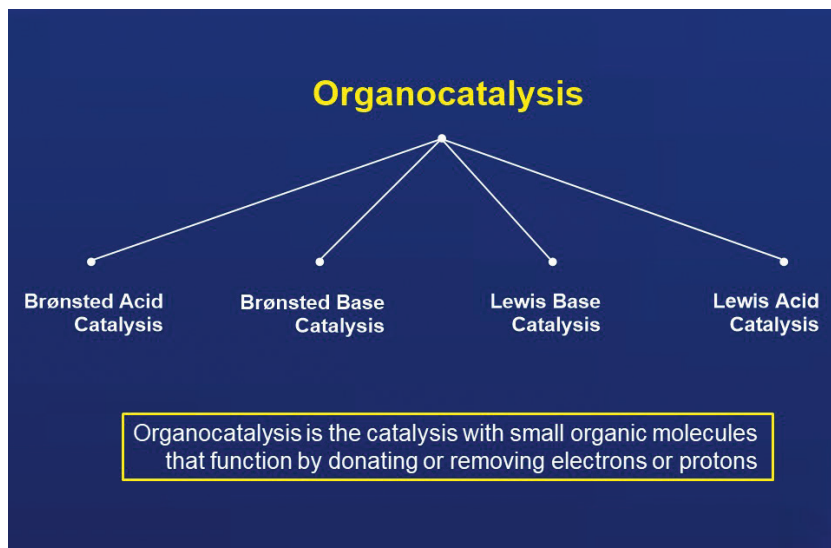 Organocatalysis
Brønsted Acid
Catalysis
Brønsted Base
Catalysis
Lewis Base
Catalysis
Lewis Acid
Catalysis
Organocatalysis is the catalysis with small organic molecules
that function by donating or removing electrons or protons